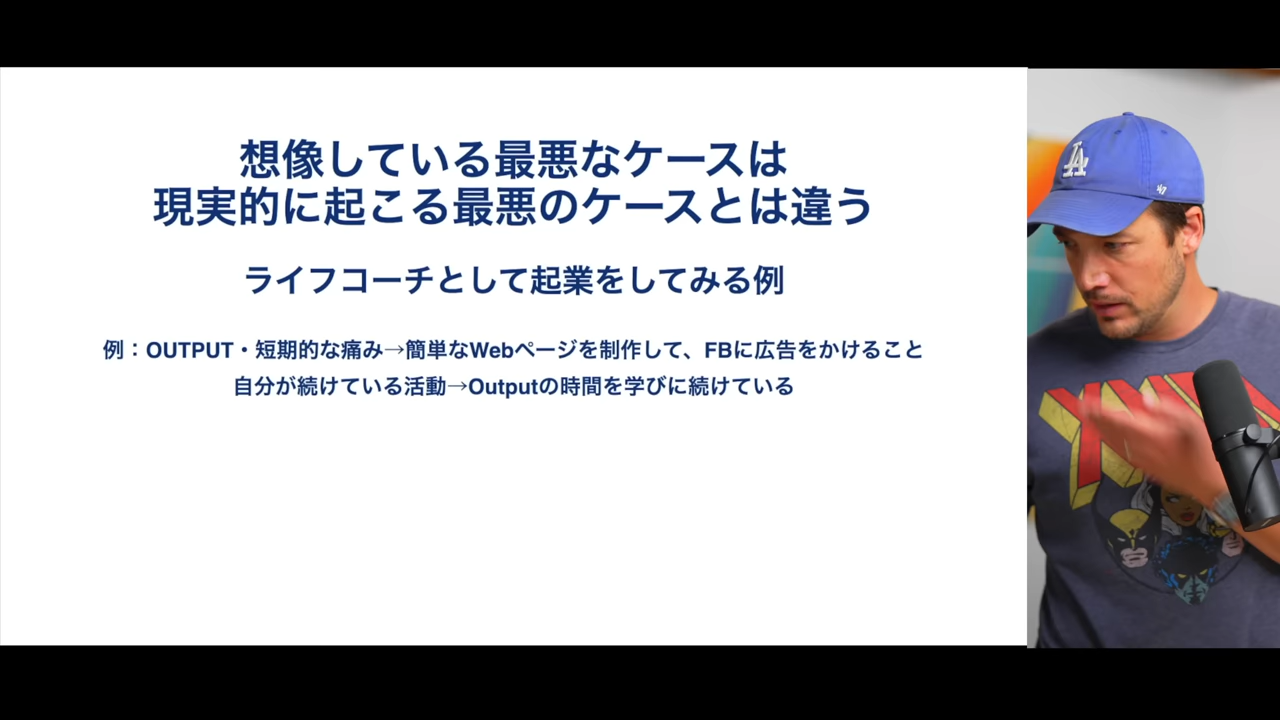 想像している最悪なケースは
現実的に起こる最悪のケースとは違う
ライフコーチとして起業をしてみる例
例：OUTPUT・短期的な痛み→簡単なWebページを制作して、FBに広告をかけること
自分が続けている活動→Outputの時間を学びに続けている
LA
'47